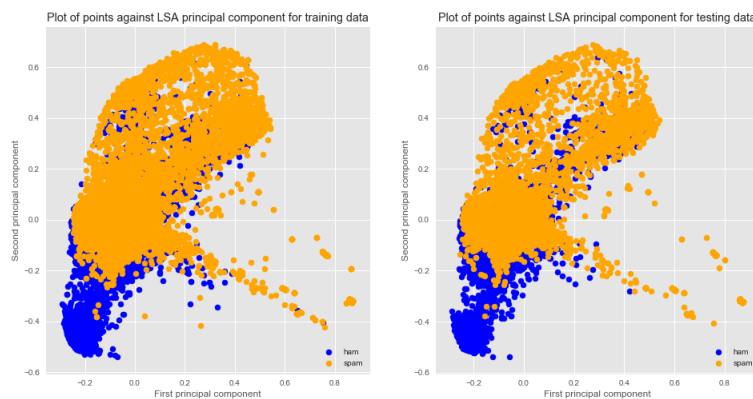 Plot of points against LSA principal component for training data
Second principal component
0.6
0.4
0.2
0.0
−0.2
−0.4
−0.6
−0.2
0.0
0.2
0.4
0.6
0.8
First principal component
ham
spam
Plot of points against LSA principal component for testing data
Second principal component
0.6
0.4
0.2
0.0
−0.2
−0.4
−0.6
−0.2
0.0
0.2
0.4
0.6
0.8
First principal component
ham
spam